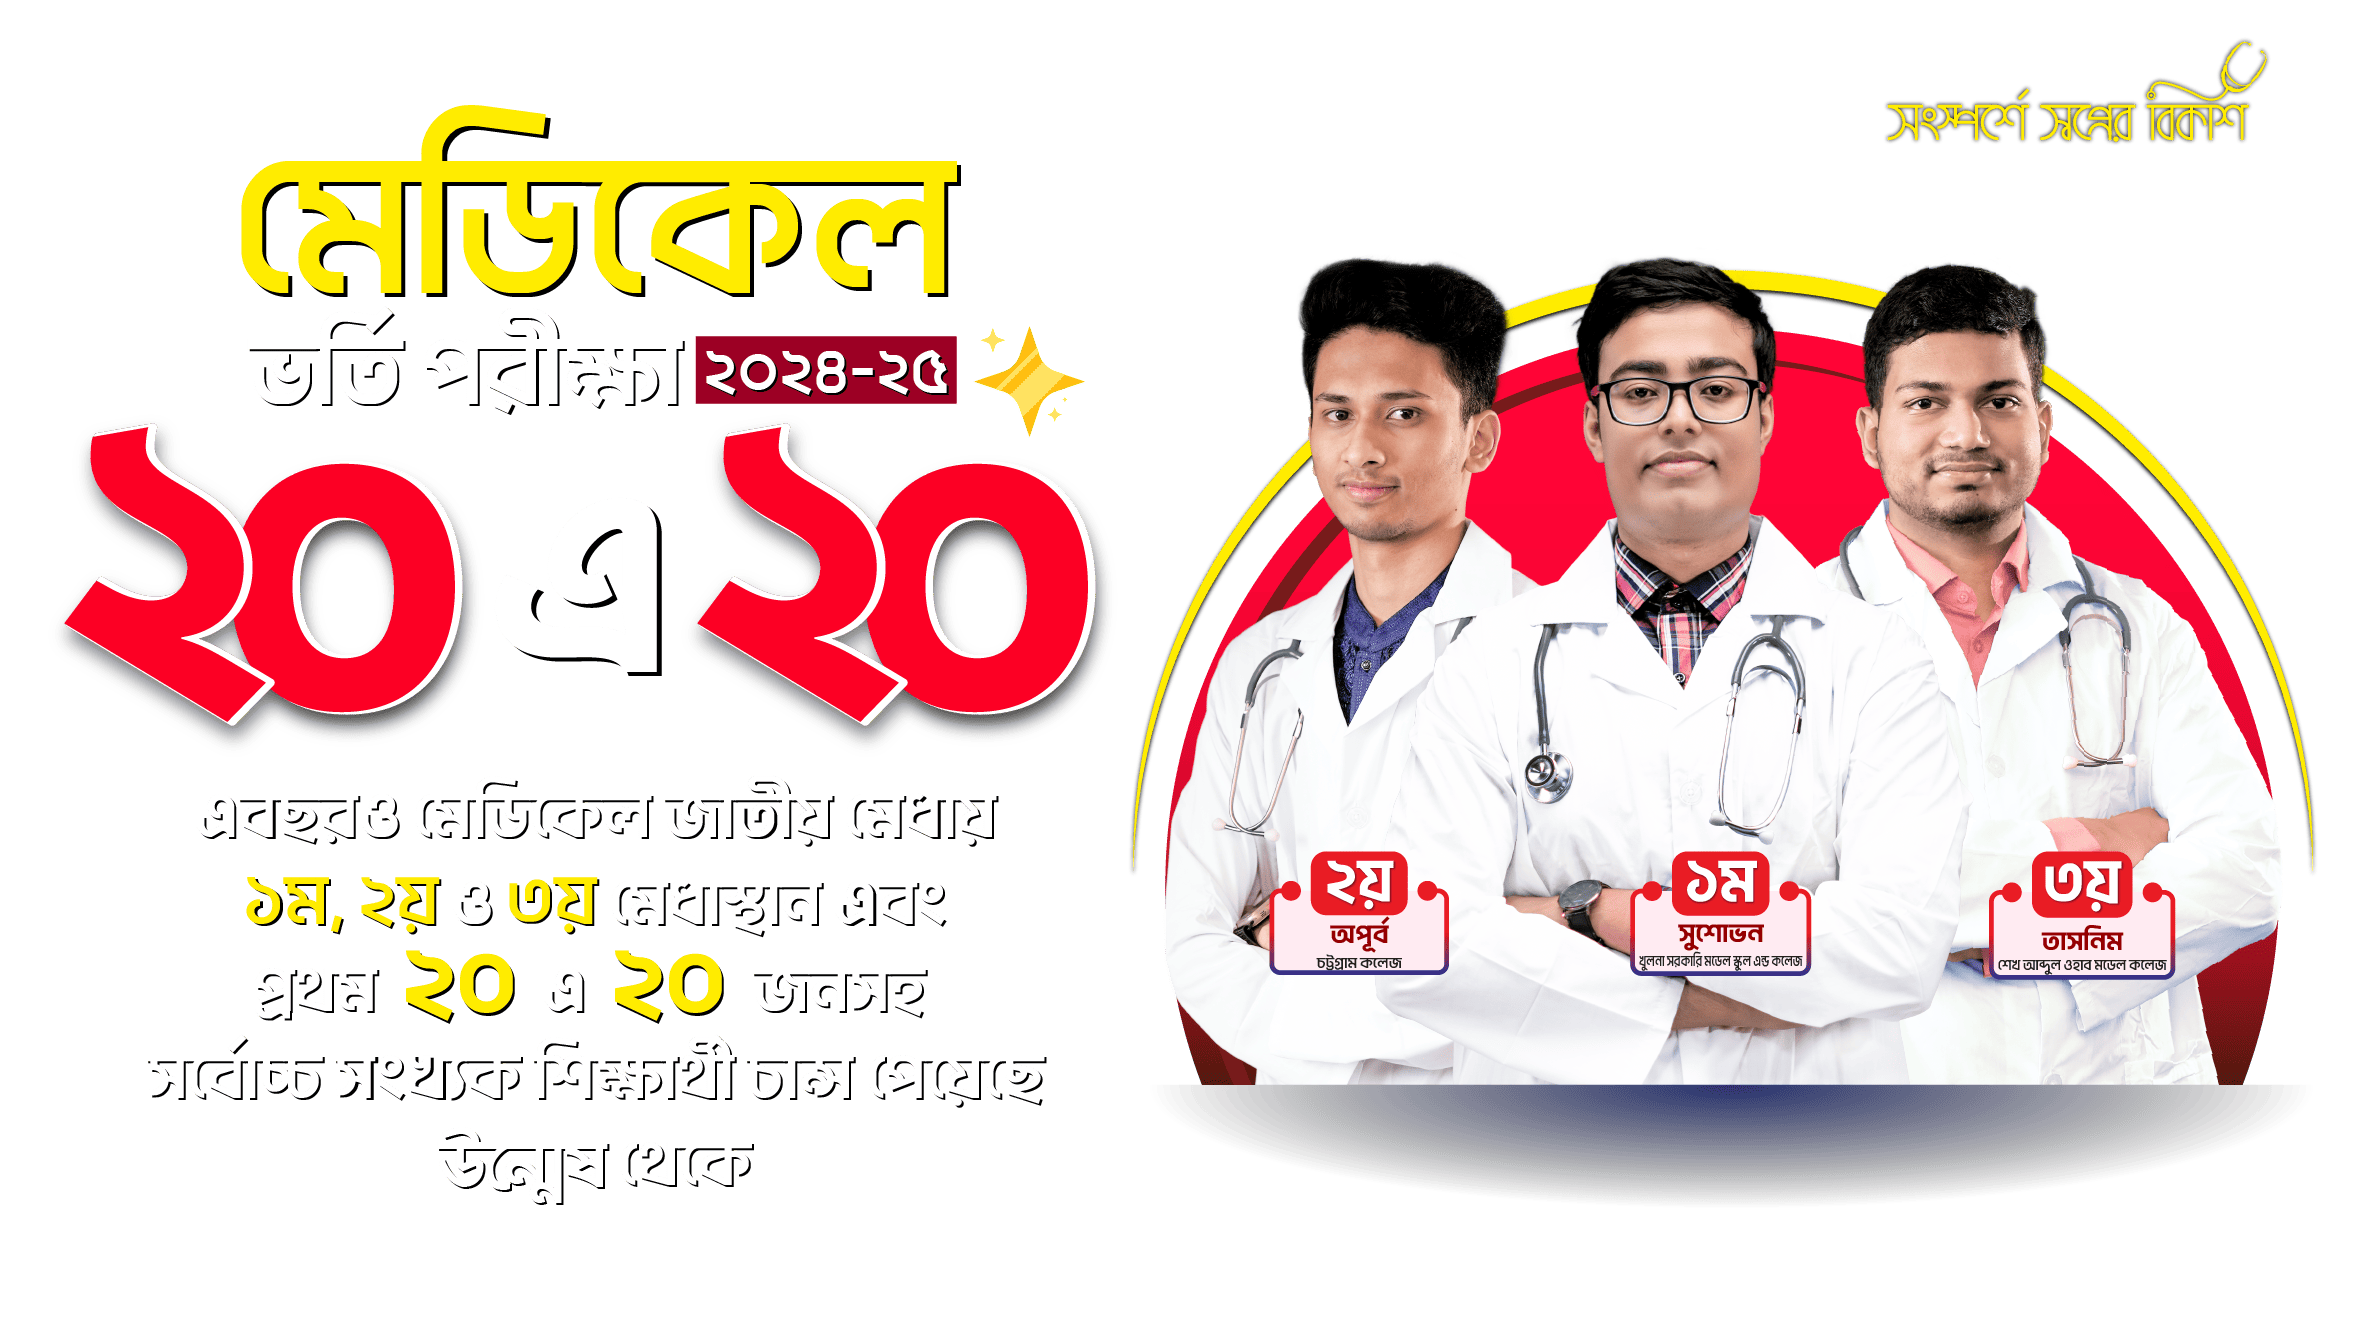 সংস্পর্শে স্বপ্নের বিকাশ
মেডিকেল
ভর্তি পরীক্ষা ২০২৪-২৫
২০ এ ২০
এবছরও মেডিকেল জাতীয় মেধায়
১ম, ২য় ও ৩য় মেধাস্থান এবং
প্রথম ২০ এ ২০ জনসহ
সর্বোচ্চ সংখ্যক শিক্ষার্থী চান্স পেয়েছে
উন্মেষ থেকে
২য়
অপূর্ব
চট্টগ্রাম কলেজ
১ম
সুশোভন
খুলনা সরকারি মডেল স্কুল এন্ড কলেজ
৩য়
তাসনিম
শেখ আব্দুল ওহাব মডেল কলেজ